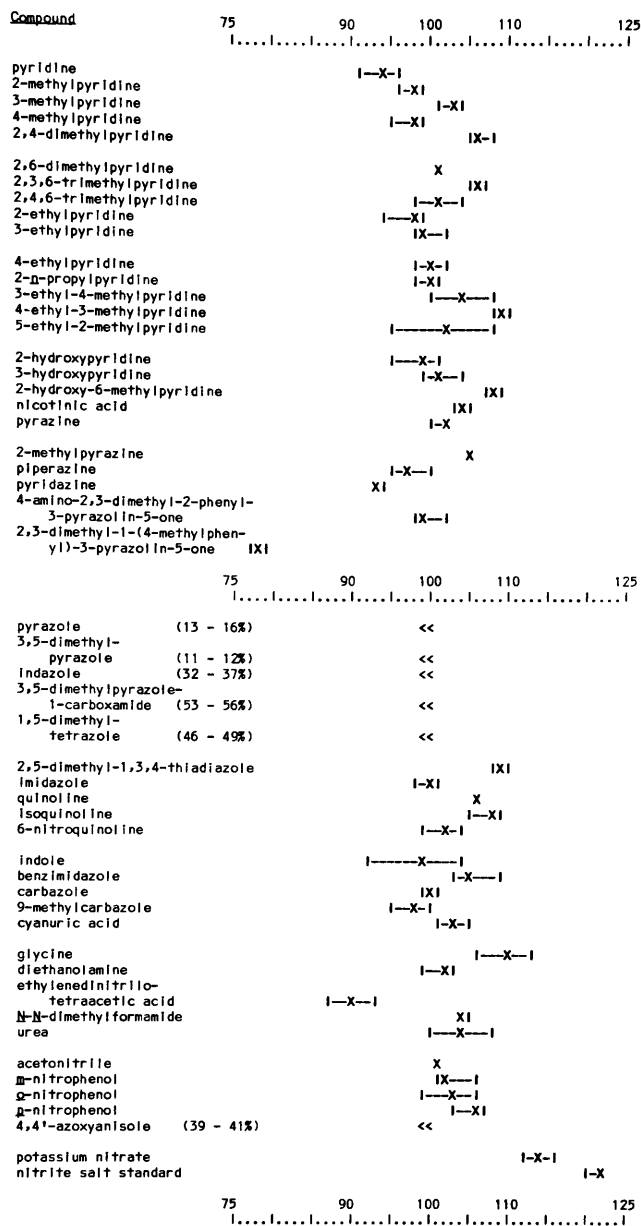 Compound 75 90 100 110 125
|....,....,....|....,....|....,....|....,....,....|
pyridine |—X-|
2-methylpyridine |-X|
3-methylpyridine |-X|
4-methylpyridine |—X|
2,4-dimethylpyridine |X-|
2,6-dimethylpyridine X
2,3,6-trimethylpyridine |X|
2,4,6-trimethylpyridine |—X—|
2-ethylpyridine |—X|
3-ethylpyridine |X—|
4-ethylpyridine |-X-|
2-n-propylpyridine |-X|
3-ethyl-4-methylpyridine |——X——|
4-ethyl-3-methylpyridine |X|
5-ethyl-2-methylpyridine |------X-----|
2-hydroxypyridine |—X-|
3-hydroxypyridine |-X—|
2-hydroxy-6-methylpyridine |X|
nicotinic acid |X|
pyrazine |-X
2-methylpyrazine X
piperazine |-X—|
pyridazine X|
4-amino-2,3-dimethyl-2-phenyl-
3-pyrazolin-5-one |X—|
2,3-dimethyl-1-(4-methylphen-
yl)-3-pyrazolin-5-one |X|
75 90 100 110 125
|....,....,....|....,....|....,....|....,....,....|
pyrazole (13 - 16%) <<
3,5-dimethyl-
pyrazole (11 - 12%) <<
indazole (32 - 37%) <<
3,5-dimethylpyrazole-
1-carboxamide (53 - 56%) <<
1,5-dimethyl-
tetrazole (46 - 49%) <<
2,5-dimethyl-1,3,4-thiadiazole |X|
imidazole |-X|
quinoline X
isoquinoline |—X|
6-nitroquinoline |—X-|
indole |------X----|
benzimidazole |-X---|
carbazole |X|
9-methylcarbazole |—X-|
cyanuric acid |-X-|
glycine |---X--|
diethanolamine |—X|
ethylenedinitrilo-
tetraacetic acid |—X--|
N-N-dimethylformamide X|
urea |---X---|
acetonitrile X
m-nitrophenol |X---|
o-nitrophenol |---X--|
p-nitrophenol |—X|
4,4'-azoxyanisole (39 - 41%) <<
potassium nitrate |-X-|
nitrite salt standard |-X
75 90 100 110 125
|....,....,....|....,....|....,....|....,....,....|